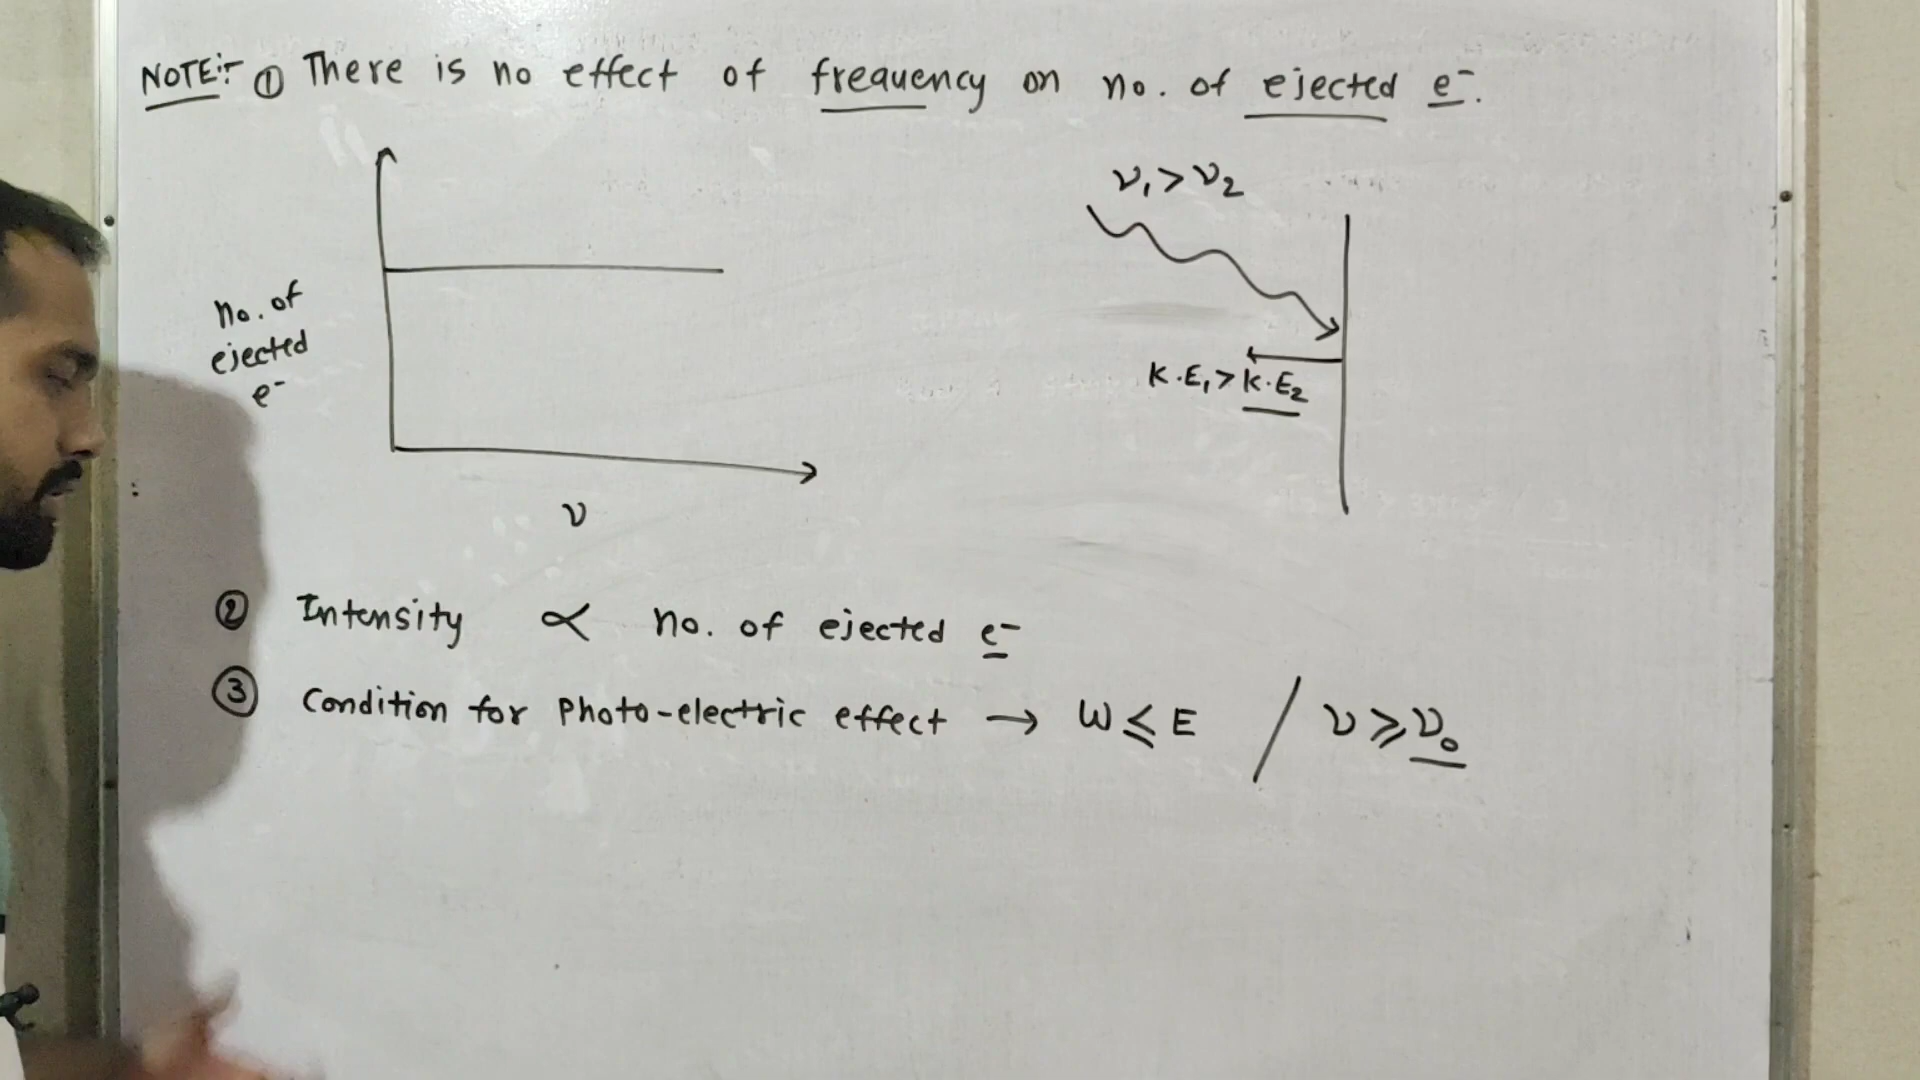 NOTE:- ① There is no effect of frequency on no. of ejected e⁻.
no. of
ejected
e⁻
ν
ν₁ > ν₂
K.E₁ > K.E₂
② Intensity ∝ no. of ejected e⁻
③ Condition for Photo-electric effect → W ≤ E / ν ≥ ν₀